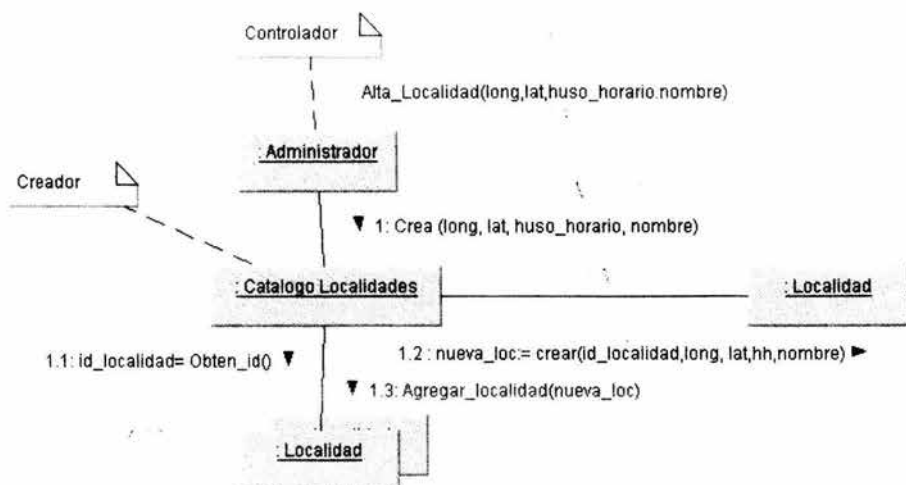 Controlador
Alta_Localidad(long,lat,huso_horario.nombre)
: Administrador
Creador
1: Crea (long, lat, huso_horario, nombre)
: Catalogo Localidades
: Localidad
1.1: id_localidad= Obten_id()
1.2 : nueva_loc:= crear(id_localidad,long, lat,hh,nombre)
1.3: Agregar_localidad(nueva_loc)
: Localidad